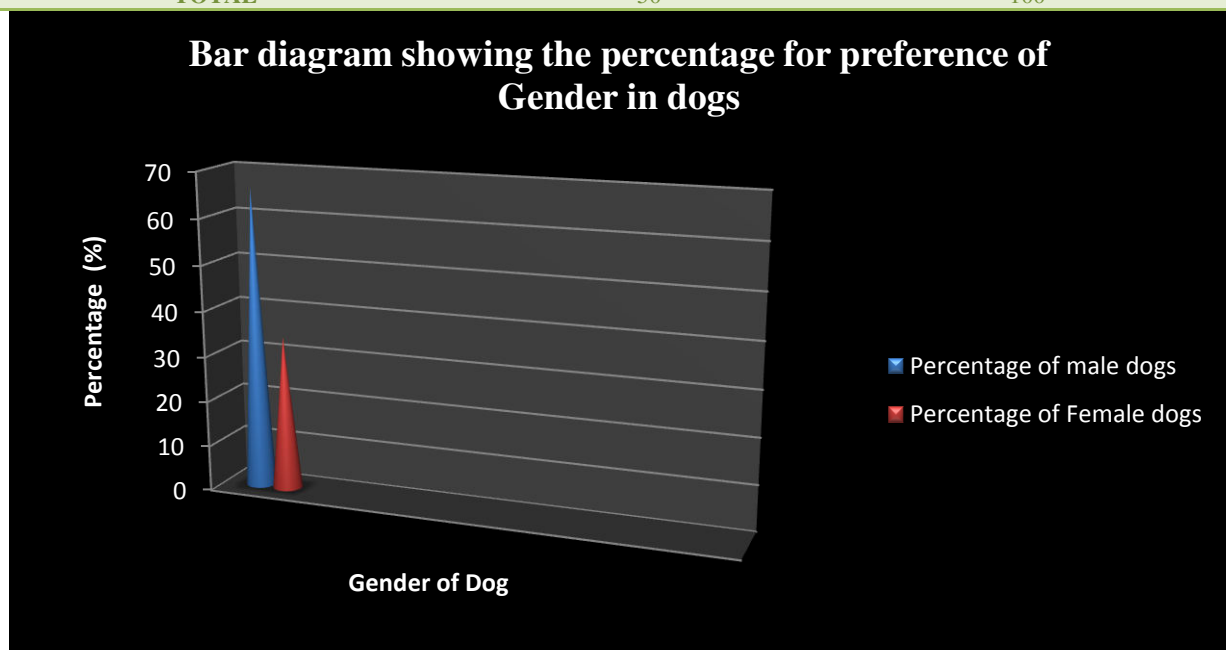 TOTAL
Bar diagram showing the percentage for preference of
Gender in dogs
70
60
50
40
30
20
10
0
Percentage (%)
Gender of Dog
Percentage of male dogs
Percentage of Female dogs